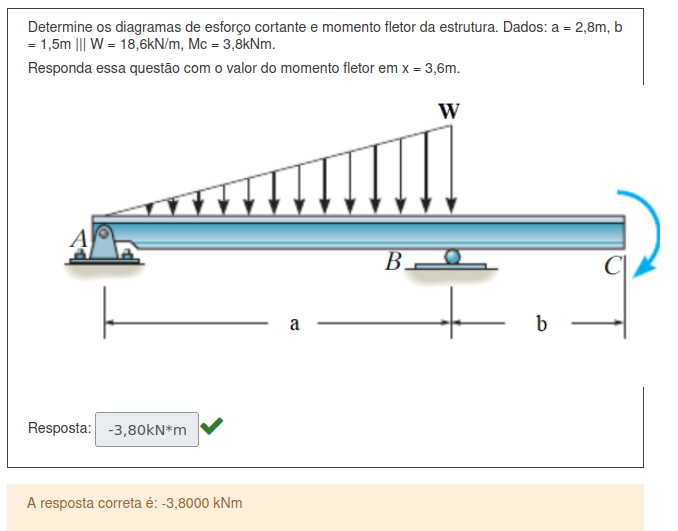 Determine os diagramas de esforço cortante e momento fletor da estrutura. Dados: a = 2,8m, b
= 1,5m ||| W = 18,6kN/m, Mc = 3,8kNm.
Responda essa questão com o valor do momento fletor em x = 3,6m.
W
A
B
C
a
b
Resposta: -3,80kN*m
A resposta correta é: -3,8000 kNm